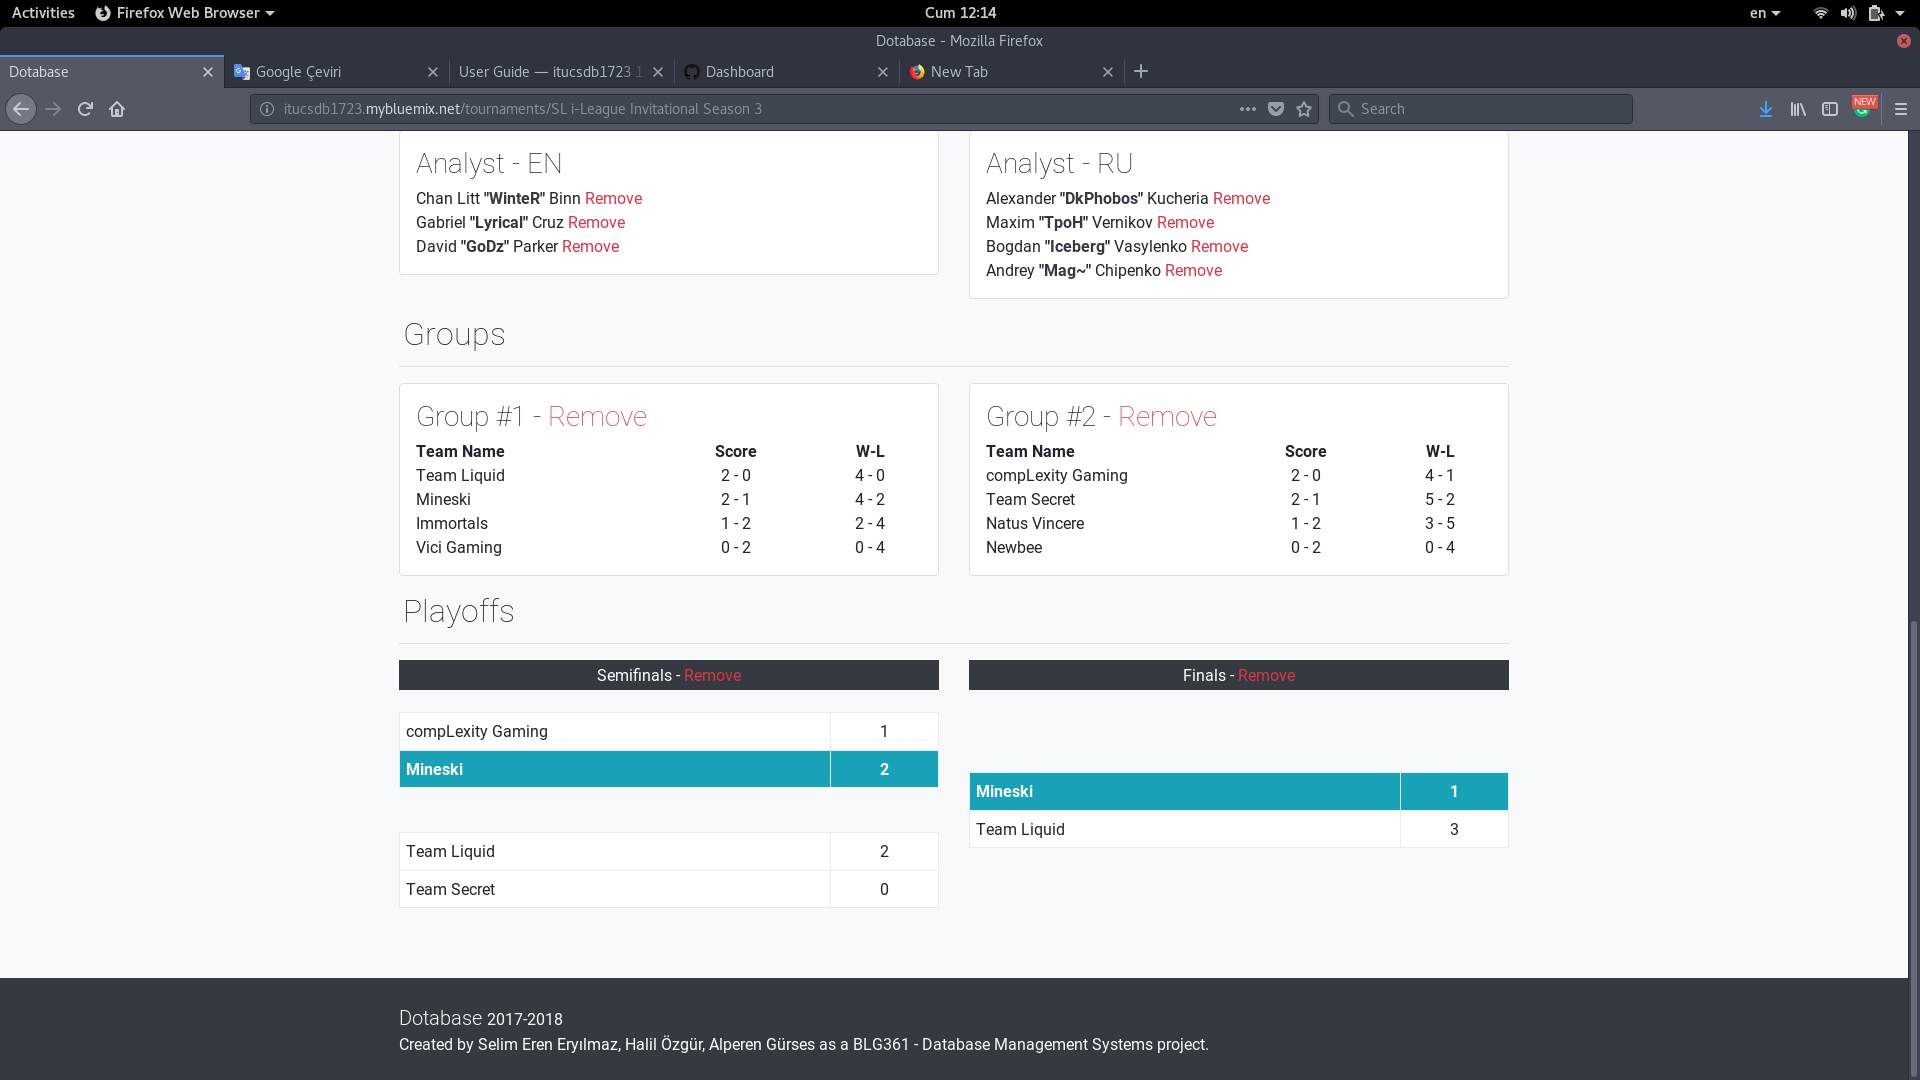 Activities Firefox Web Browser Cum 12:14 en
Dotabase - Mozilla Firefox
Dotabase Google Çeviri User Guide — itucsdb1723 1 Dashboard New Tab
itucsdb1723.mybluemix.net/tournaments/SL i-League Invitational Season 3 Search NEW
Analyst - EN
Chan Litt "WinteR" Binn Remove
Gabriel "Lyrical" Cruz Remove
David "GoDz" Parker Remove
Analyst - RU
Alexander "DkPhobos" Kucheria Remove
Maxim "TpoH" Vernikov Remove
Bogdan "Iceberg" Vasylenko Remove
Andrey "Mag~" Chipenko Remove
Groups
Group #1 - Remove
Team Name Score W-L
Team Liquid 2 - 0 4 - 0
Mineski 2 - 1 4 - 2
Immortals 1 - 2 2 - 4
Vici Gaming 0 - 2 0 - 4
Group #2 - Remove
Team Name Score W-L
compLexity Gaming 2 - 0 4 - 1
Team Secret 2 - 1 5 - 2
Natus Vincere 1 - 2 3 - 5
Newbee 0 - 2 0 - 4
Playoffs
Semifinals - Remove
compLexity Gaming 1
Mineski 2
Team Liquid 2
Team Secret 0
Finals - Remove
Mineski 1
Team Liquid 3
Dotabase 2017-2018
Created by Selim Eren Eryılmaz, Halil Özgür, Alperen Gürses as a BLG361 - Database Management Systems project.